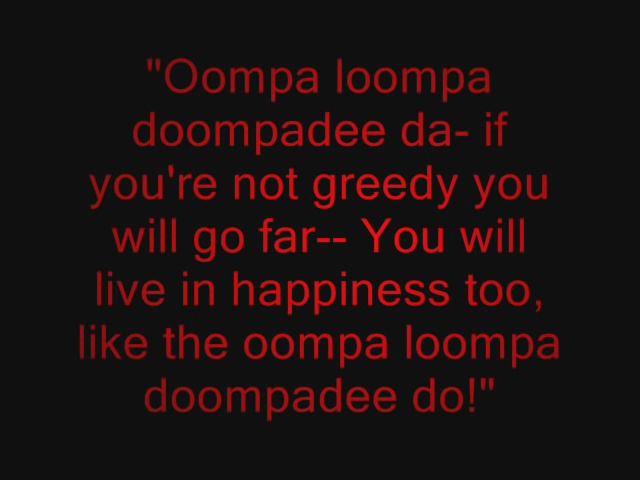 "Oompa loompa
doompadee da- if
you're not greedy you
will go far-- You will
live in happiness too,
like the oompa loompa
doompadee do!"